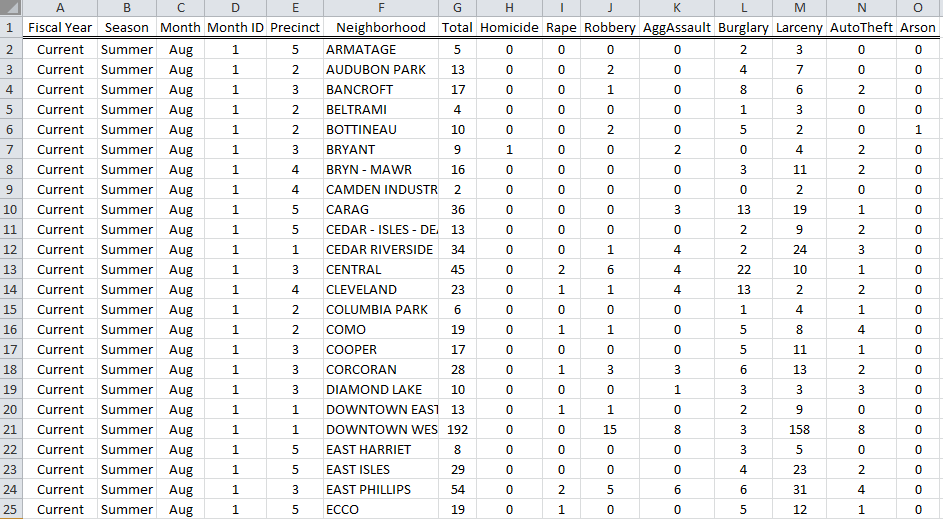 A B C D E F G H I J K L M N O
1 Fiscal Year Season Month Month ID Precinct Neighborhood Total Homicide Rape Robbery AggAssault Burglary Larceny AutoTheft Arson
2 Current Summer Aug 1 5 ARMATAGE 5 0 0 0 0 2 3 0 0
3 Current Summer Aug 1 2 AUDUBON PARK 13 0 0 2 0 4 7 0 0
4 Current Summer Aug 1 3 BANCROFT 17 0 0 1 0 8 6 2 0
5 Current Summer Aug 1 2 BELTRAMI 4 0 0 0 0 1 3 0 0
6 Current Summer Aug 1 2 BOTTINEAU 10 0 0 2 0 5 2 0 1
7 Current Summer Aug 1 3 BRYANT 9 1 0 0 2 0 4 2 0
8 Current Summer Aug 1 4 BRYN - MAWR 16 0 0 0 0 3 11 2 0
9 Current Summer Aug 1 4 CAMDEN INDUSTR 2 0 0 0 0 0 2 0 0
10 Current Summer Aug 1 5 CARAG 36 0 0 0 3 13 19 1 0
11 Current Summer Aug 1 5 CEDAR - ISLES - DEA 13 0 0 0 0 2 9 2 0
12 Current Summer Aug 1 1 CEDAR RIVERSIDE 34 0 0 1 4 2 24 3 0
13 Current Summer Aug 1 3 CENTRAL 45 0 2 6 4 22 10 1 0
14 Current Summer Aug 1 4 CLEVELAND 23 0 1 1 4 13 2 2 0
15 Current Summer Aug 1 2 COLUMBIA PARK 6 0 0 0 0 1 4 1 0
16 Current Summer Aug 1 2 COMO 19 0 1 1 0 5 8 4 0
17 Current Summer Aug 1 3 COOPER 17 0 0 0 0 5 11 1 0
18 Current Summer Aug 1 3 CORCORAN 28 0 1 3 3 6 13 2 0
19 Current Summer Aug 1 3 DIAMOND LAKE 10 0 0 0 1 3 3 3 0
20 Current Summer Aug 1 1 DOWNTOWN EAST 13 0 1 1 0 2 9 0 0
21 Current Summer Aug 1 1 DOWNTOWN WES 192 0 0 15 8 3 158 8 0
22 Current Summer Aug 1 5 EAST HARRIET 8 0 0 0 0 3 5 0 0
23 Current Summer Aug 1 5 EAST ISLES 29 0 0 0 0 4 23 2 0
24 Current Summer Aug 1 3 EAST PHILLIPS 54 0 2 5 6 6 31 4 0
25 Current Summer Aug 1 5 ECCO 19 0 1 0 0 5 12 1 0